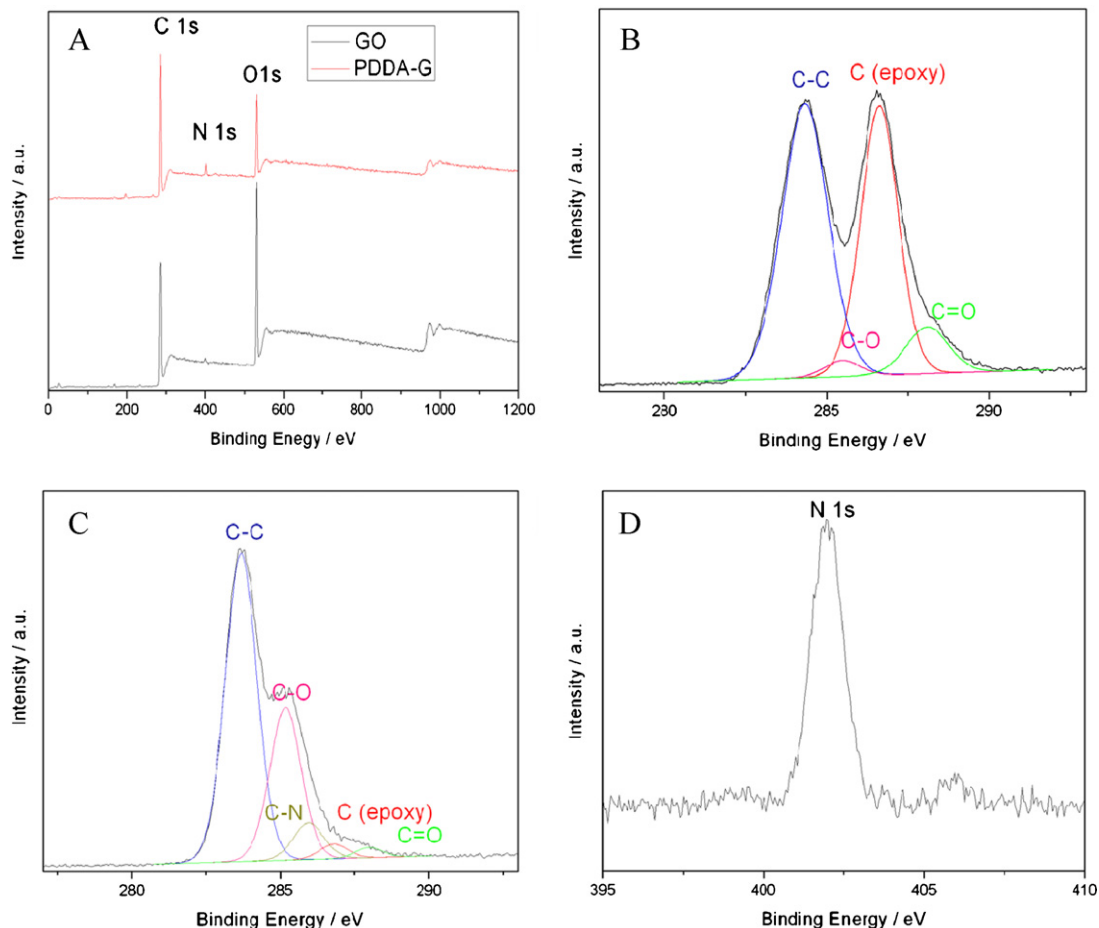 A
C 1s
N 1s
O1s
GO
PDDA-G
Intensity / a.u.
0 200 400 600 800 1000 1200
Binding Enegy / eV
B
C-C
C (epoxy)
C-O
C=O
Intensity / a.u.
280 285 290
Binding Energy / eV
C
C-C
C-O
C-N
C (epoxy)
C=O
Intensity / a.u.
280 285 290
Binding Energy / eV
D
N 1s
Intensity / a.u.
395 400 405 410
Binding Energy / eV